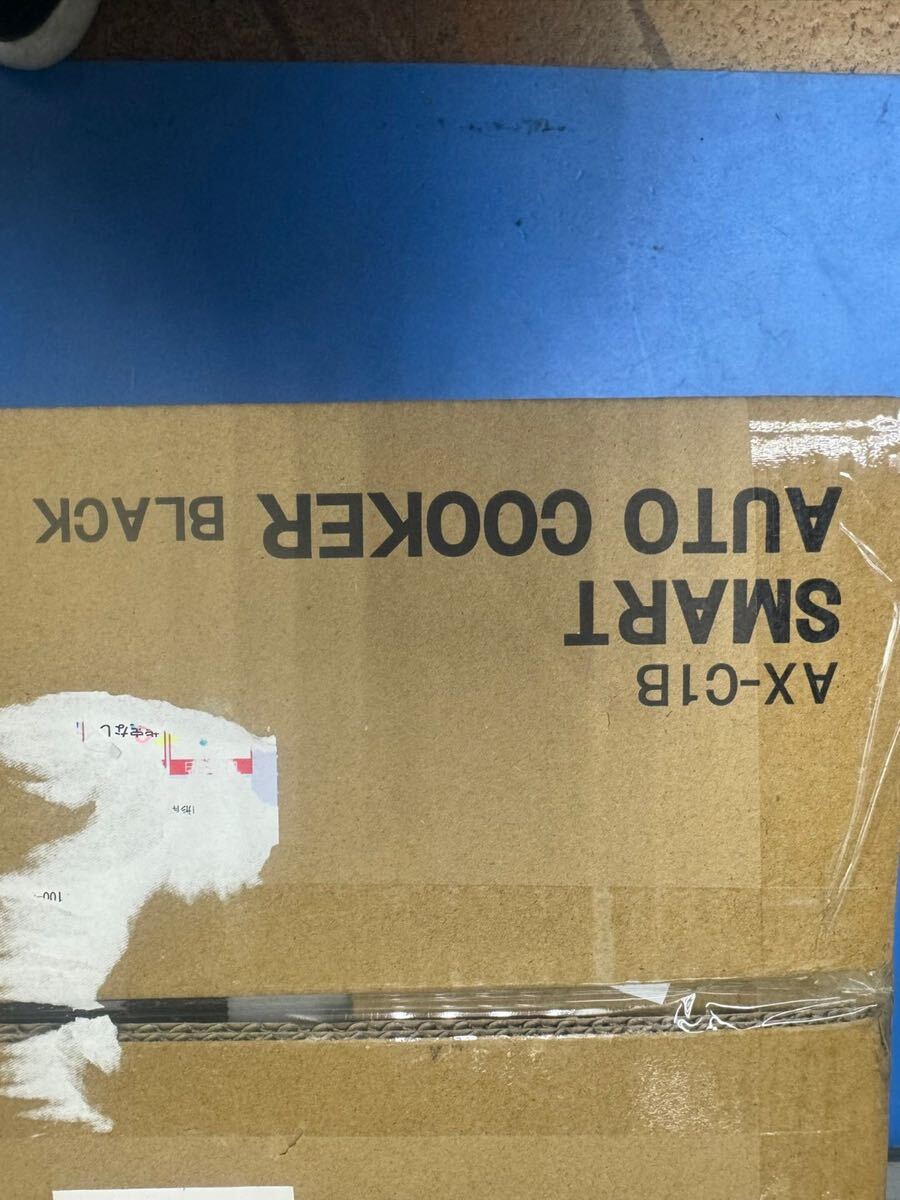 AX-C1B
SMART
AUTO COOKER BLACK